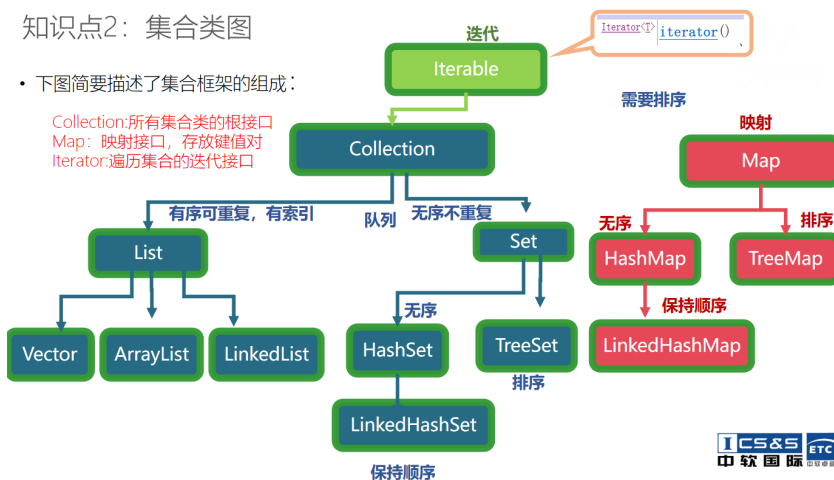 知识点2：集合类图
迭代
Iterator<T> iterator()
、
Iterable
• 下图简要描述了集合框架的组成：
需要排序
Collection:所有集合类的根接口
Map：映射接口，存放键值对
Iterator:遍历集合的迭代接口
映射
Collection
Map
有序可重复，有索引
队列
无序不重复
无序
排序
List
Set
HashMap
TreeMap
无序
保持顺序
Vector
ArrayList
LinkedList
HashSet
TreeSet
LinkedHashMap
排序
LinkedHashSet
保持顺序
ICS&S
ETC
中软国际